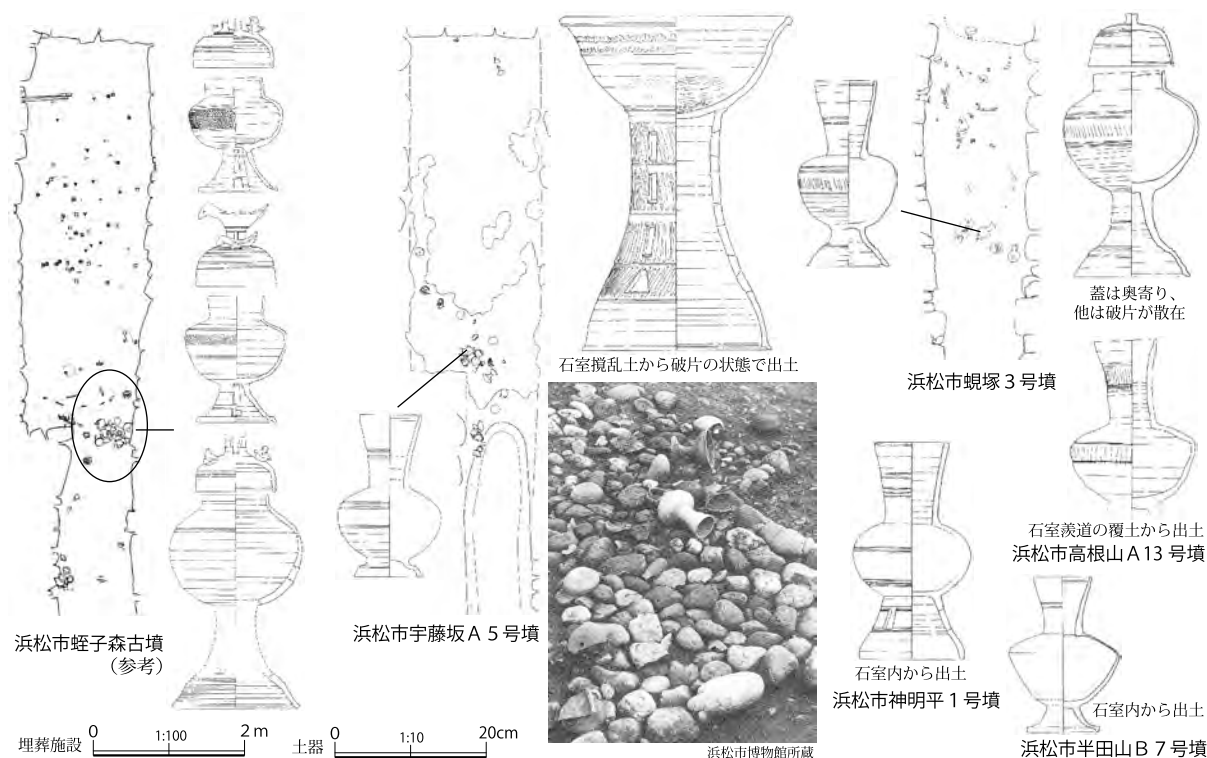 石室撹乱土から破片の状態で出土
浜松市蜆塚３号墳
蓋は奥寄り、
破片が散在
石室羨道の床上から出土
浜松市高根山Ａ13号墳
浜松市蛭子森古墳
（参考）
浜松市宇藤坂Ａ５号墳
石室内から出土
浜松市神明平１号墳
石室内から出土
浜松市半田山Ｂ７号墳
埋葬施設
0
1:100
2m
土器
0
1:10
20cm
浜松市博物館所蔵